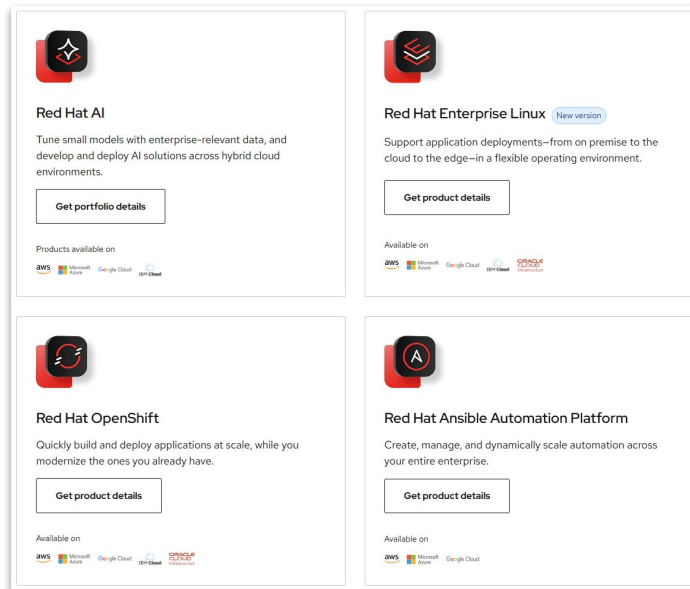 Red Hat AI
Tune small models with enterprise-relevant data, and
develop and deploy AI solutions across hybrid cloud
environments.
Get portfolio details
Products available on
aws Microsoft Azure Google Cloud IBM Cloud
Red Hat Enterprise Linux New version
Support application deployments—from on premise to the
cloud to the edge—in a flexible operating environment.
Get product details
Available on
aws Microsoft Azure Google Cloud IBM Cloud ORACLE CLOUD Infrastructure
Red Hat OpenShift
Quickly build and deploy applications at scale, while you
modernize the ones you already have.
Get product details
Available on
aws Microsoft Azure Google Cloud IBM Cloud ORACLE CLOUD Infrastructure
Red Hat Ansible Automation Platform
Create, manage, and dynamically scale automation across
your entire enterprise.
Get product details
Available on
aws Microsoft Azure Google Cloud